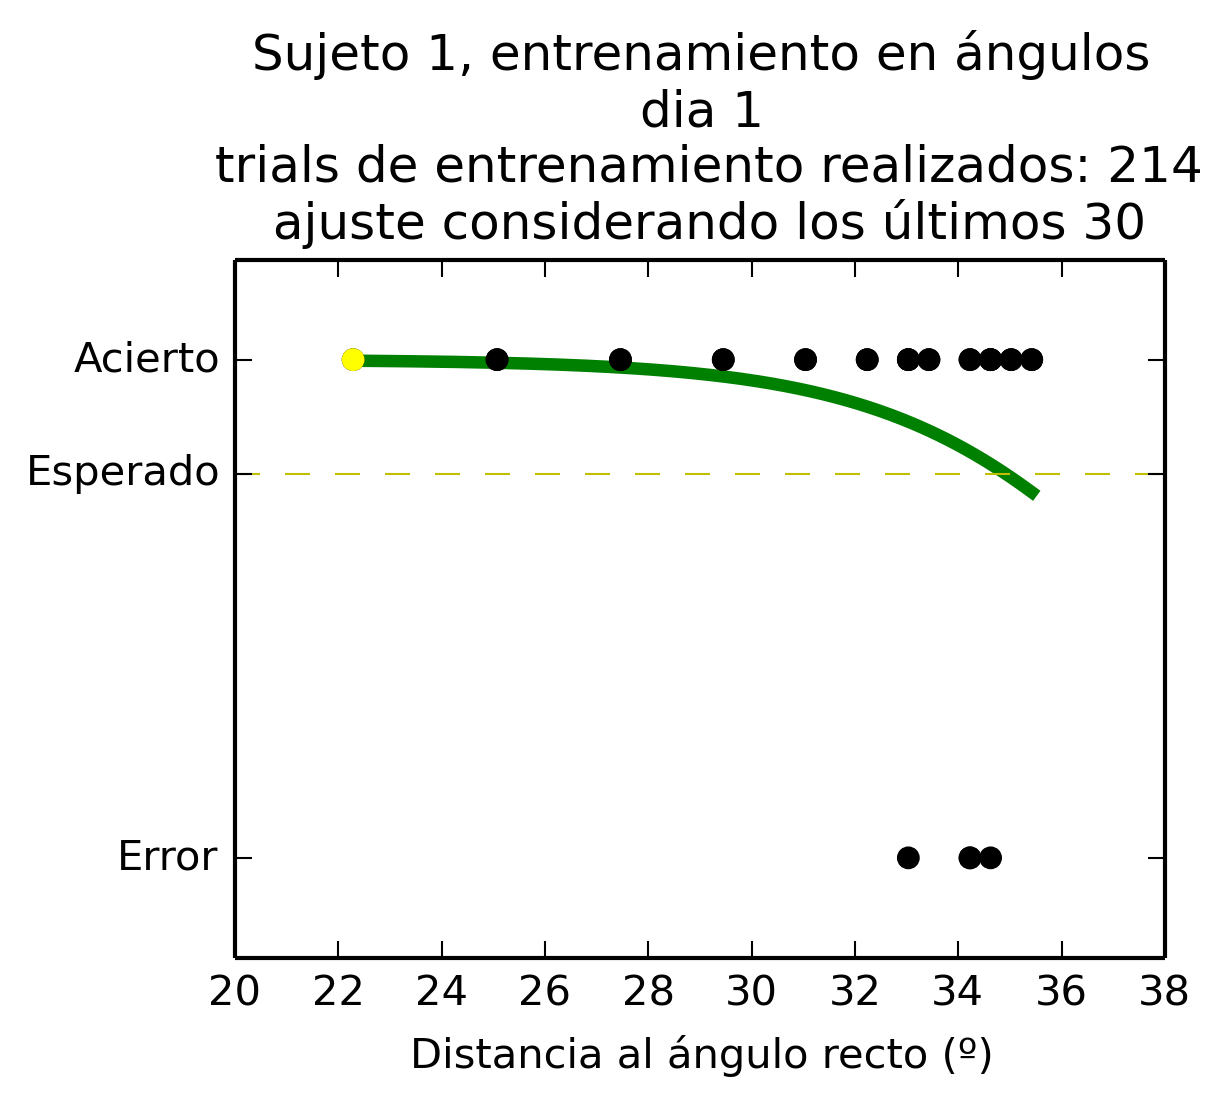 Sujeto 1, entrenamiento en ángulos
dia 1
trials de entrenamiento realizados: 214
ajuste considerando los últimos 30
Acierto
Esperado
Error
20 22 24 26 28 30 32 34 36 38
Distancia al ángulo recto (º)